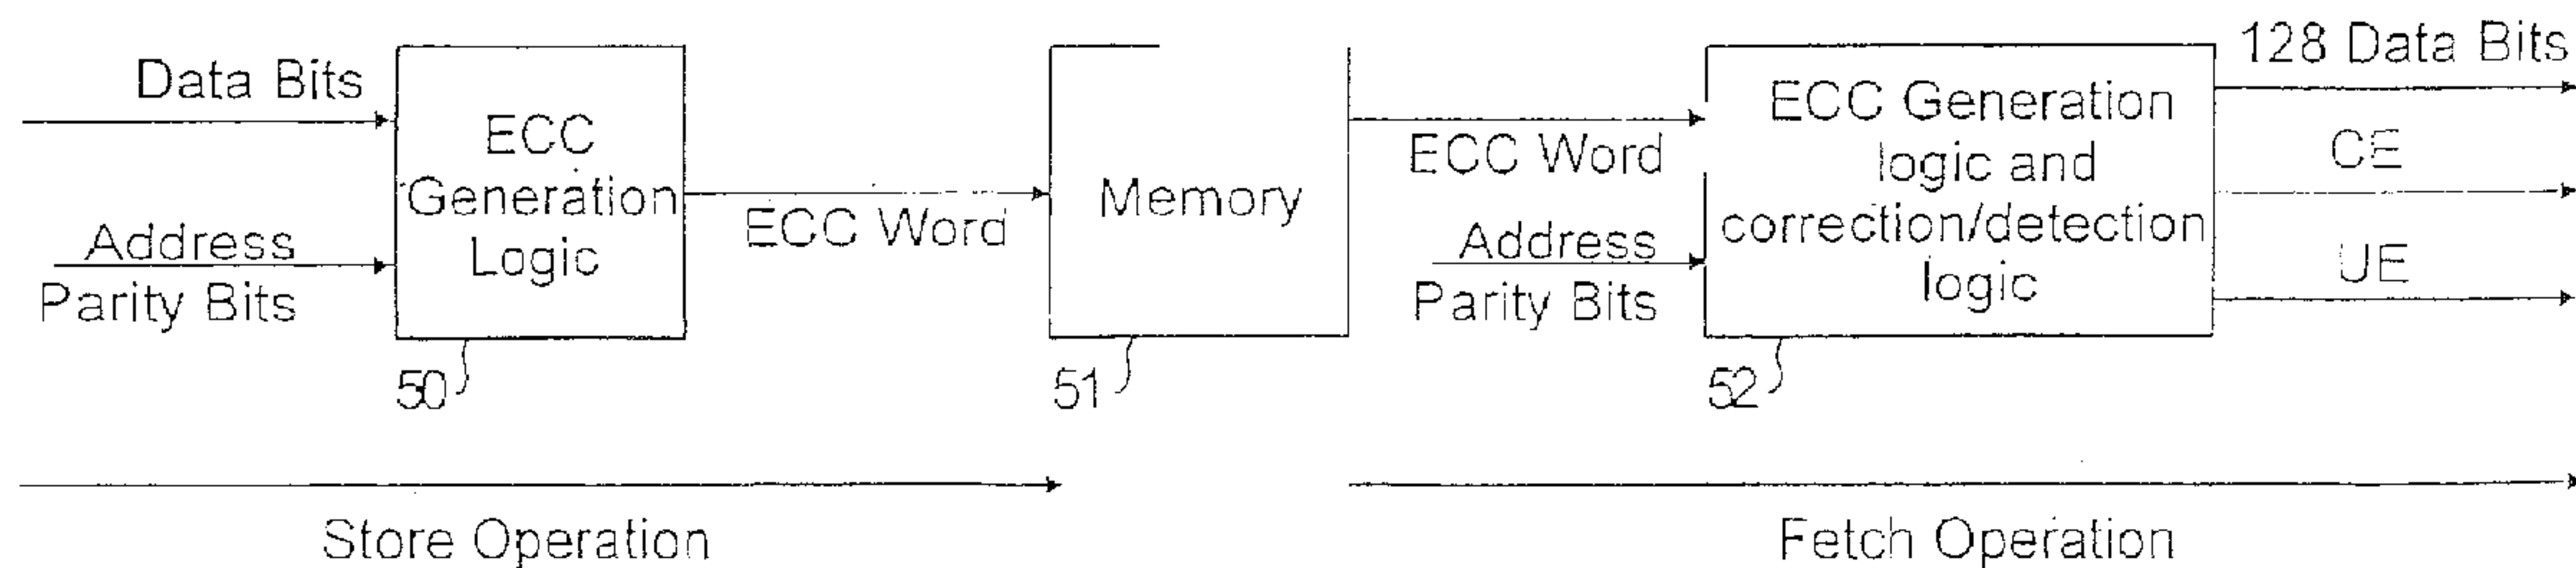 Data Bits
Address
Parity Bits
ECC
Generation
Logic
50
ECC Word
Memory
51
ECC Word
Address
Parity Bits
ECC Generation
logic and
correction/detection
logic
52
128 Data Bits
CE
UE
Store Operation
Fetch Operation